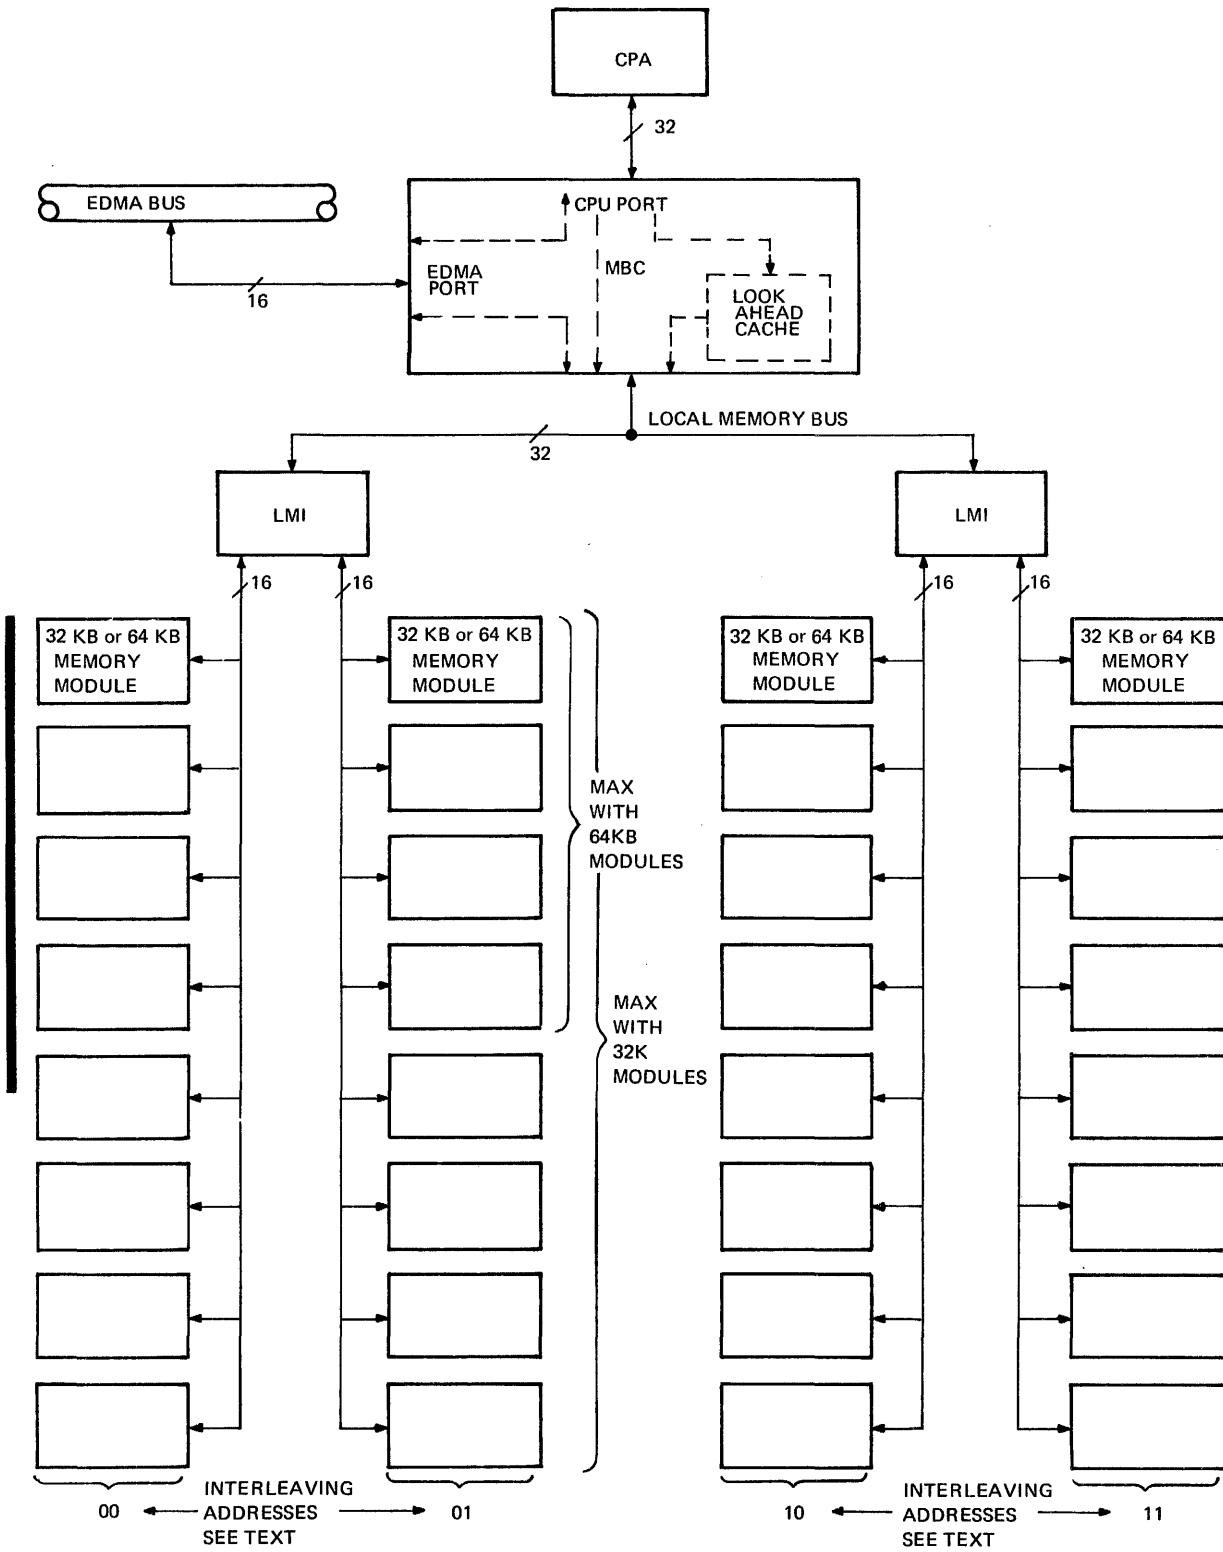 CPA
32
EDMA BUS
CPU PORT
EDMA
PORT
MBC
16
LOOK
AHEAD
CACHE
LOCAL MEMORY BUS
32
LMI
LMI
16
16
16
16
32 KB or 64 KB
MEMORY
MODULE
32 KB or 64 KB
MEMORY
MODULE
32 KB or 64 KB
MEMORY
MODULE
32 KB or 64 KB
MEMORY
MODULE
MAX
WITH
64KB
MODULES
MAX
WITH
32K
MODULES
00
INTERLEAVING
ADDRESSES
SEE TEXT
01
10
INTERLEAVING
ADDRESSES
SEE TEXT
11